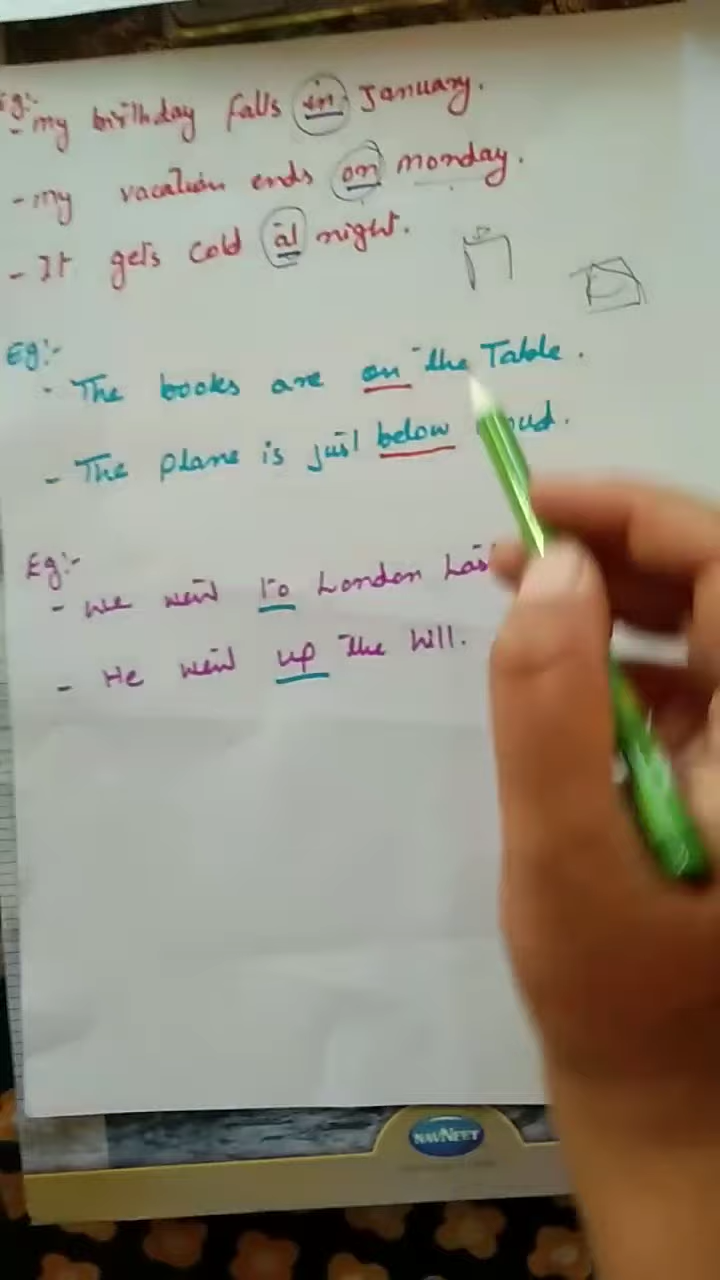 Eg:-
- my birthday falls in January.
- my vacation ends on monday.
- It gets cold at night.
Eg:-
- The books are on the Table.
- The plane is just below
Eg:-
- We went to London Las
- He went up the hill.
NAVNEET